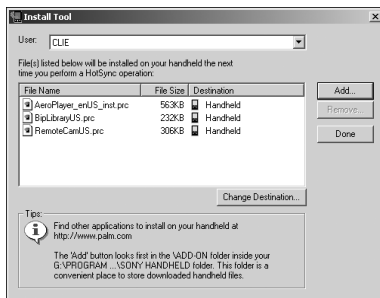 Install Tool
User: CLIE
File(s) listed below will be installed on your handheld the next
time you perform a HotSync operation:
File Name File Size Destination
AeroPlayer_enUS_inst.prc 563KB Handheld
BipLibraryUS.prc 232KB Handheld
RemoteCamUS.prc 306KB Handheld
Add...
Remove...
Done
Change Destination...
Tips:
Find other applications to install on your handheld at
http://www.palm.com
The 'Add' button looks first in the \ADD-ON folder inside your
G:\PROGRAM ...\SONY HANDHELD folder. This folder is a
convenient place to store downloaded handheld files.